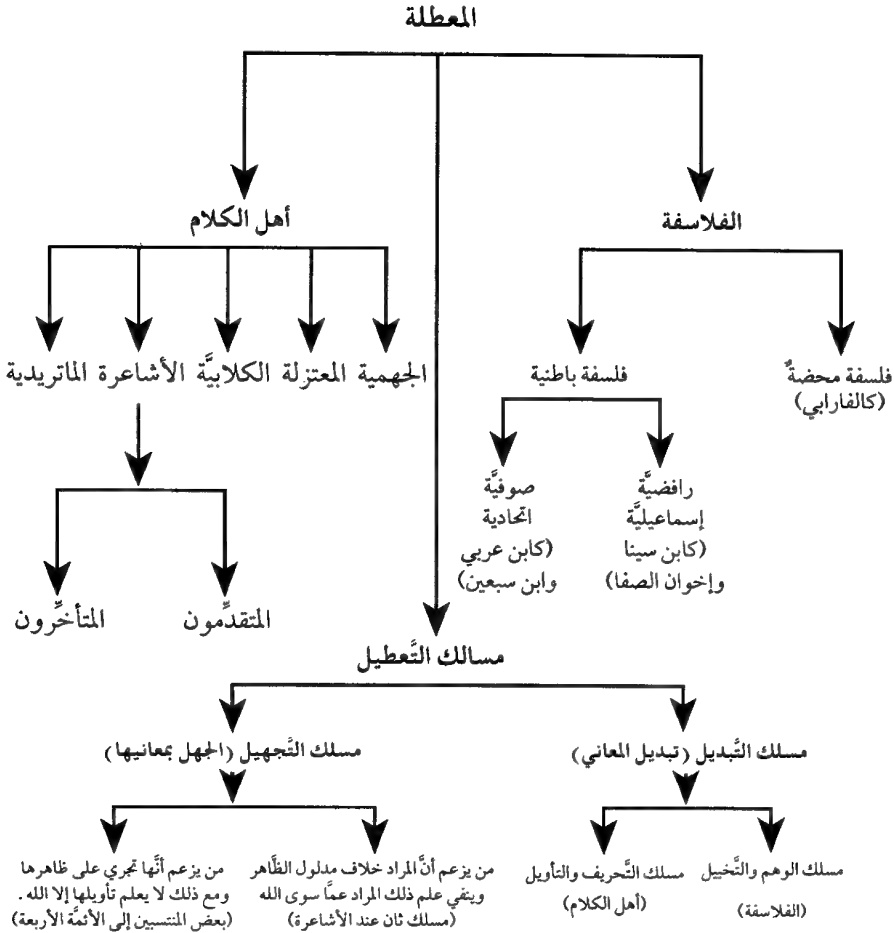 المعطلة
الفلاسفة
أهل الكلام
فلسفة محضةٌ
(كالفارابي)
فلسفة باطنية
الجهمية
المعتزلة
الكلابيَّة
الأشاعرة
الماتريدية
رافضيَّة
إسماعيليَّة
(كابن سينا
وإخوان الصفا)
صوفيَّة
اتحادية
(كابن عربي
وابن سبعين)
المتقدِّمون
المتأخِّرون
مسالك التَّعطيل
مسلك التَّبديل (تبديل المعاني)
مسلك التَّجهيل (الجهل بمعانيها)
مسلك الوهم والتَّخييل
(الفلاسفة)
مسلك التَّحريف والتأويل
(أهل الكلام)
من يزعم أنَّ المراد خلاف مدلول الظَّاهر
وينفي علم ذلك المراد عمَّا سوى الله
(مسلك ثان عند الأشاعرة)
من يزعم أنَّها تجري على ظاهرها
ومع ذلك لا يعلم تأويلها إلا الله .
(بعض المنتسبين إلى الأئمَّة الأربعة)